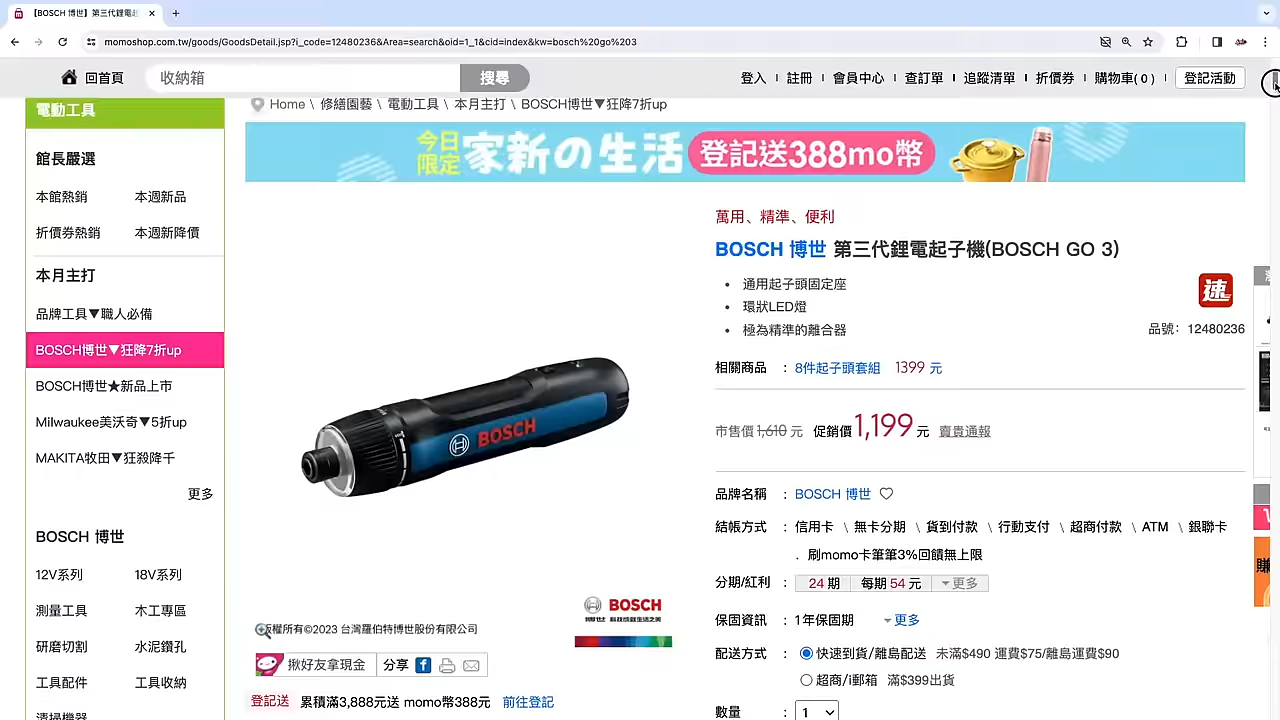 【BOSCH 博世】第三代鋰電起
momoshop.com.tw/goods/GoodsDetail.jsp?i_code=12480236&Area=search&oid=1_1&cid=index&kw=bosch%20go%203
回首頁
收納箱
搜尋
登入
註冊
會員中心
查訂單
追蹤清單
折價券
購物車( 0 )
登記活動
電動工具
館長嚴選
本館熱銷 本週新品
折價券熱銷 本週新降價
本月主打
品牌工具▼職人必備
BOSCH博世▼狂降7折up
BOSCH博世★新品上市
Milwaukee美沃奇▼5折up
MAKITA牧田▼狂殺降千
更多
BOSCH 博世
12V系列 18V系列
測量工具 木工專區
研磨切割 水泥鑽孔
工具配件 工具收納
清掃機器
Home \ 修繕園藝 \ 電動工具 \ 本月主打 \ BOSCH博世▼狂降7折up
今日限定 家新の生活 登記送388mo幣
BOSCH
BOSCH
權所有©2023 台灣羅伯特博世股份有限公司
揪好友拿現金 分享
登記送 累積滿3,888元送 momo幣388元 前往登記
萬用、精準、便利
BOSCH 博世 第三代鋰電起子機(BOSCH GO 3)
• 通用起子頭固定座
• 環狀LED燈
• 極為精準的離合器
速
品號： 12480236
相關商品 ： 8件起子頭套組 1399 元
市售價 1,610 元 促銷價 1,199 元 賣貴通報
品牌名稱 ： BOSCH 博世
結帳方式 ： 信用卡 \ 無卡分期 \ 貨到付款 \ 行動支付 \ 超商付款 \ ATM \ 銀聯卡
．刷momo卡筆筆3%回饋無上限
分期/紅利 ： 24 期 每期 54 元 更多
保固資訊 ： 1年保固期 更多
配送方式 ： 快速到貨/離島配送 未滿$490 運費$75/離島運費$90
超商/i郵箱 滿$399出貨
數量 ： 1
賺